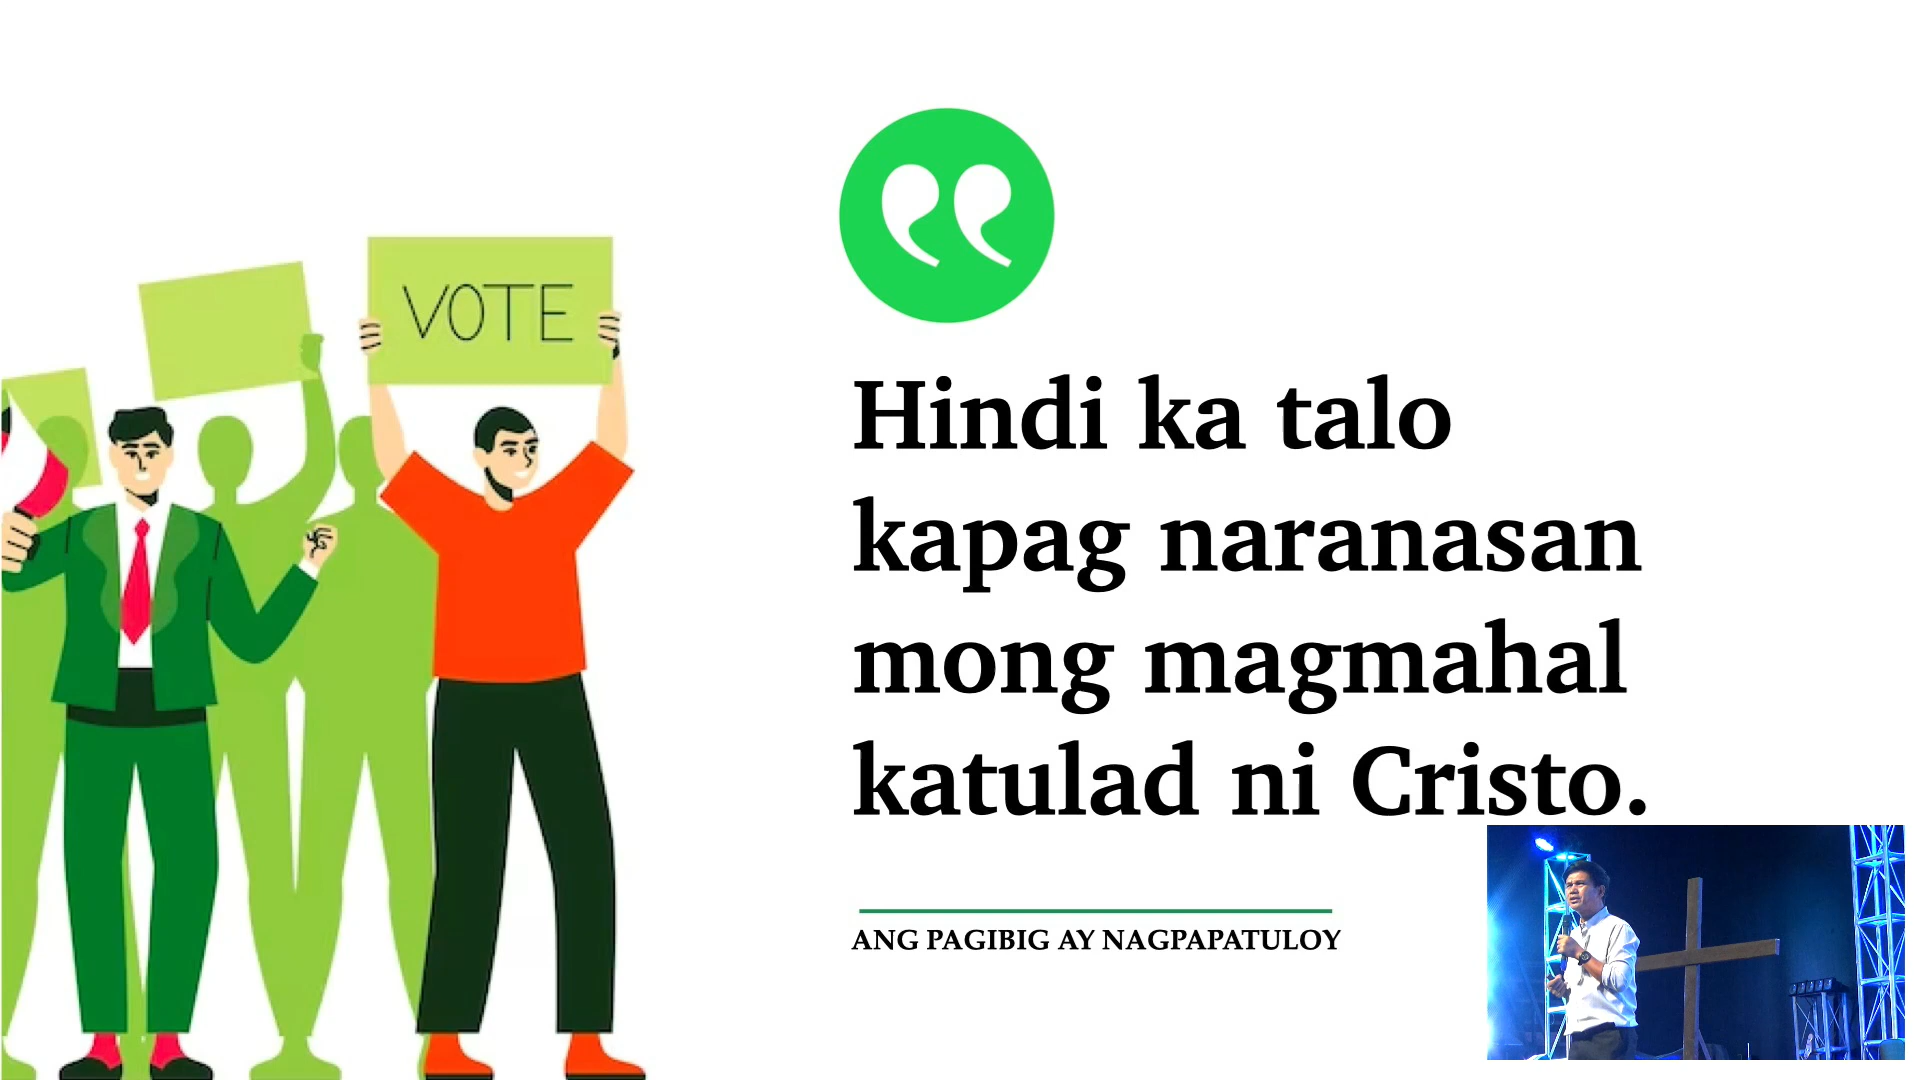 VOTE
Hindi ka talo
kapag naranasan
mong magmahal
katulad ni Cristo.
ANG PAGIBIG AY NAGPAPATULOY